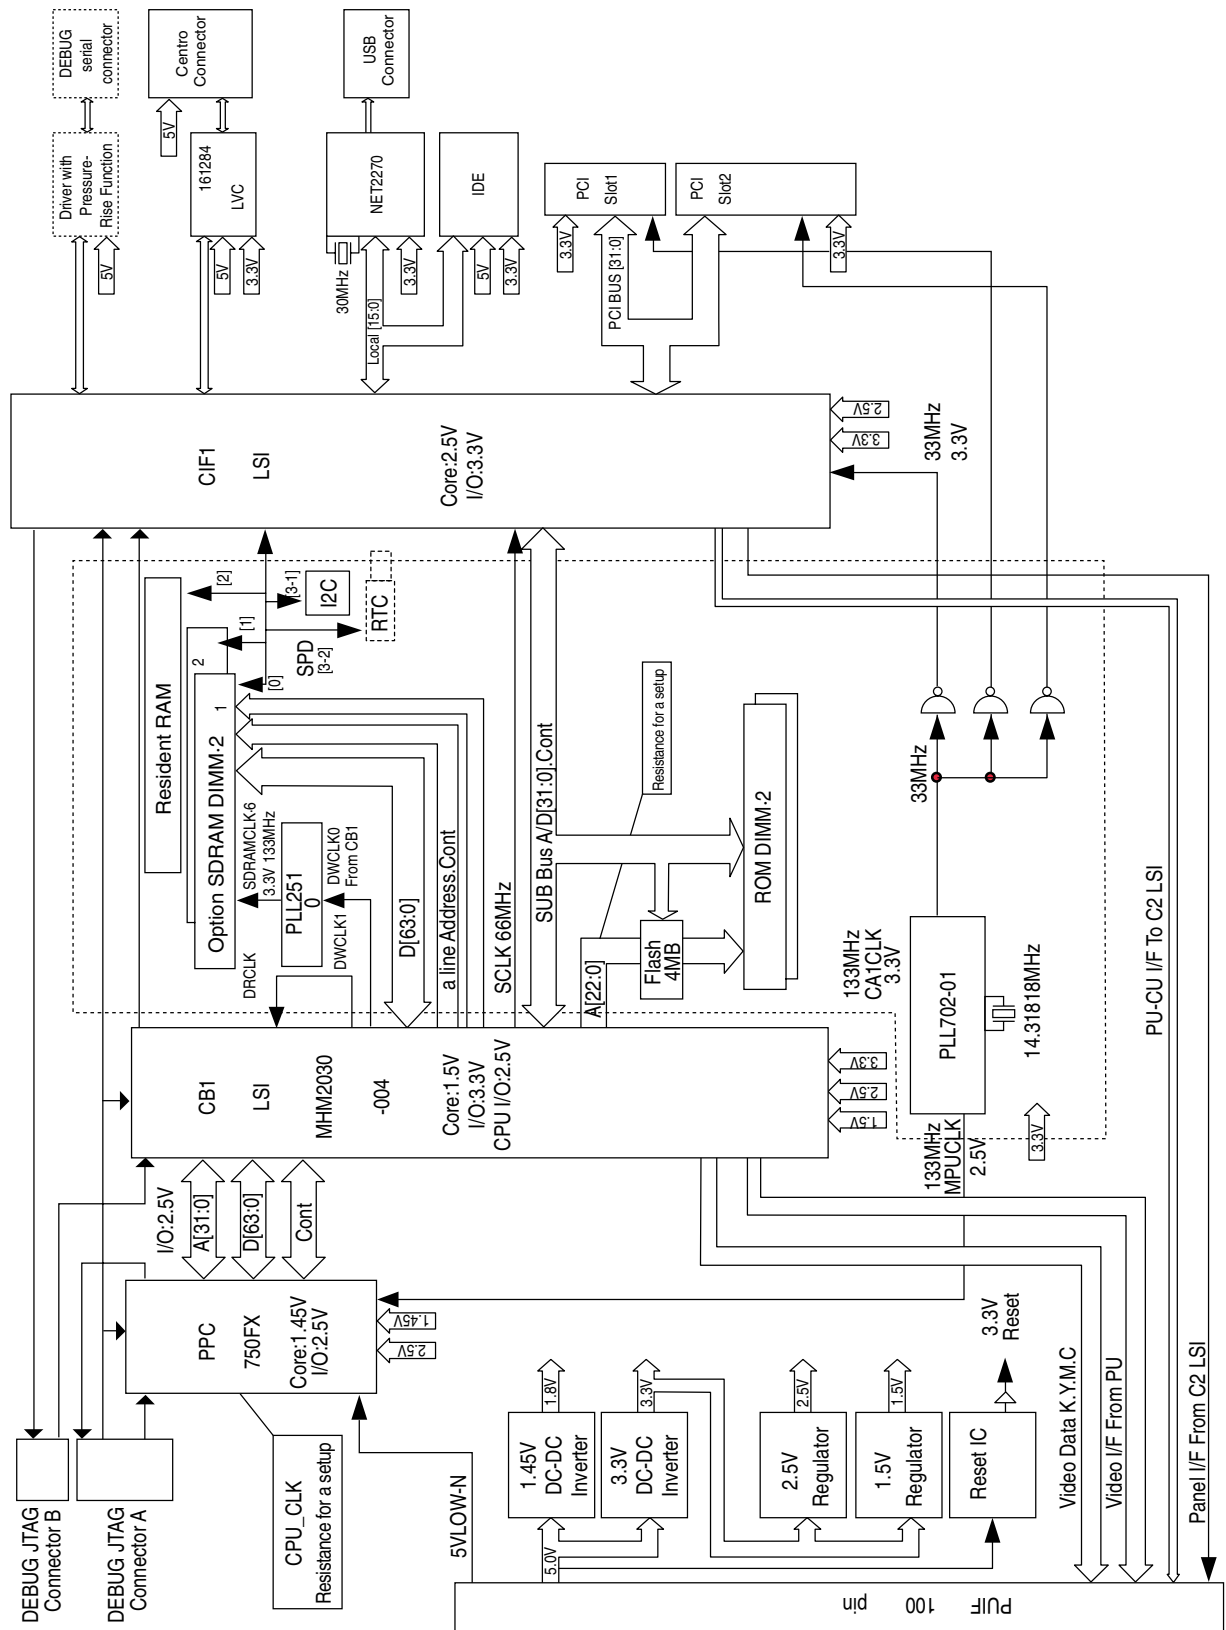 DEBUG
serial
connector
Centro
Connector
USB
Connector
Driver with
Pressure-
Rise Function
5V
5V
161284
LVC
5V
3.3V
NET2270
30MHz
3.3V
IDE
5V
3.3V
Local [15:0]
PCI
Slot1
3.3V
PCI
Slot2
3.3V
PCI BUS [31:0]
CIF1
LSI
Core:2.5V
I/O:3.3V
3.3V
2.5V
33MHz
3.3V
Resident RAM
[2]
2
[1]
Option SDRAM DIMM·2
1
[0]
[3-1]
I2C
SPD
[3-2]
RTC
SDRAMCLK·6
3.3V 133MHz
PLL251
0
DWCLK0
From CB1
DRCLK
DWCLK1
D[63:0]
a line Address.Cont
SCLK 66MHz
SUB Bus A/D[31:0].Cont
Resistance for a setup
A[22:0]
Flash
4MB
ROM DIMM·2
33MHz
133MHz
CA1CLK
3.3V
PLL702-01
14.31818MHz
3.3V
133MHz
MPUCLK
2.5V
CB1
LSI
MHM2030
-004
Core:1.5V
I/O:3.3V
CPU I/O:2.5V
1.5V
2.5V
3.3V
I/O:2.5V
A[31:0]
D[63:0]
Cont
PPC
750FX
Core:1.45V
I/O:2.5V
2.5V
1.45V
DEBUG JTAG
Connector B
DEBUG JTAG
Connector A
CPU_CLK
Resistance for a setup
5VLOW-N
5.0V
1.45V
DC-DC
Inverter
1.8V
3.3V
DC-DC
Inverter
3.3V
2.5V
Regulator
2.5V
1.5V
Regulator
1.5V
Reset IC
3.3V
Reset
Video Data K.Y.M.C
Video I/F From PU
PU-CU I/F To C2 LSI
Panel I/F From C2 LSI
PUIF
100
pin